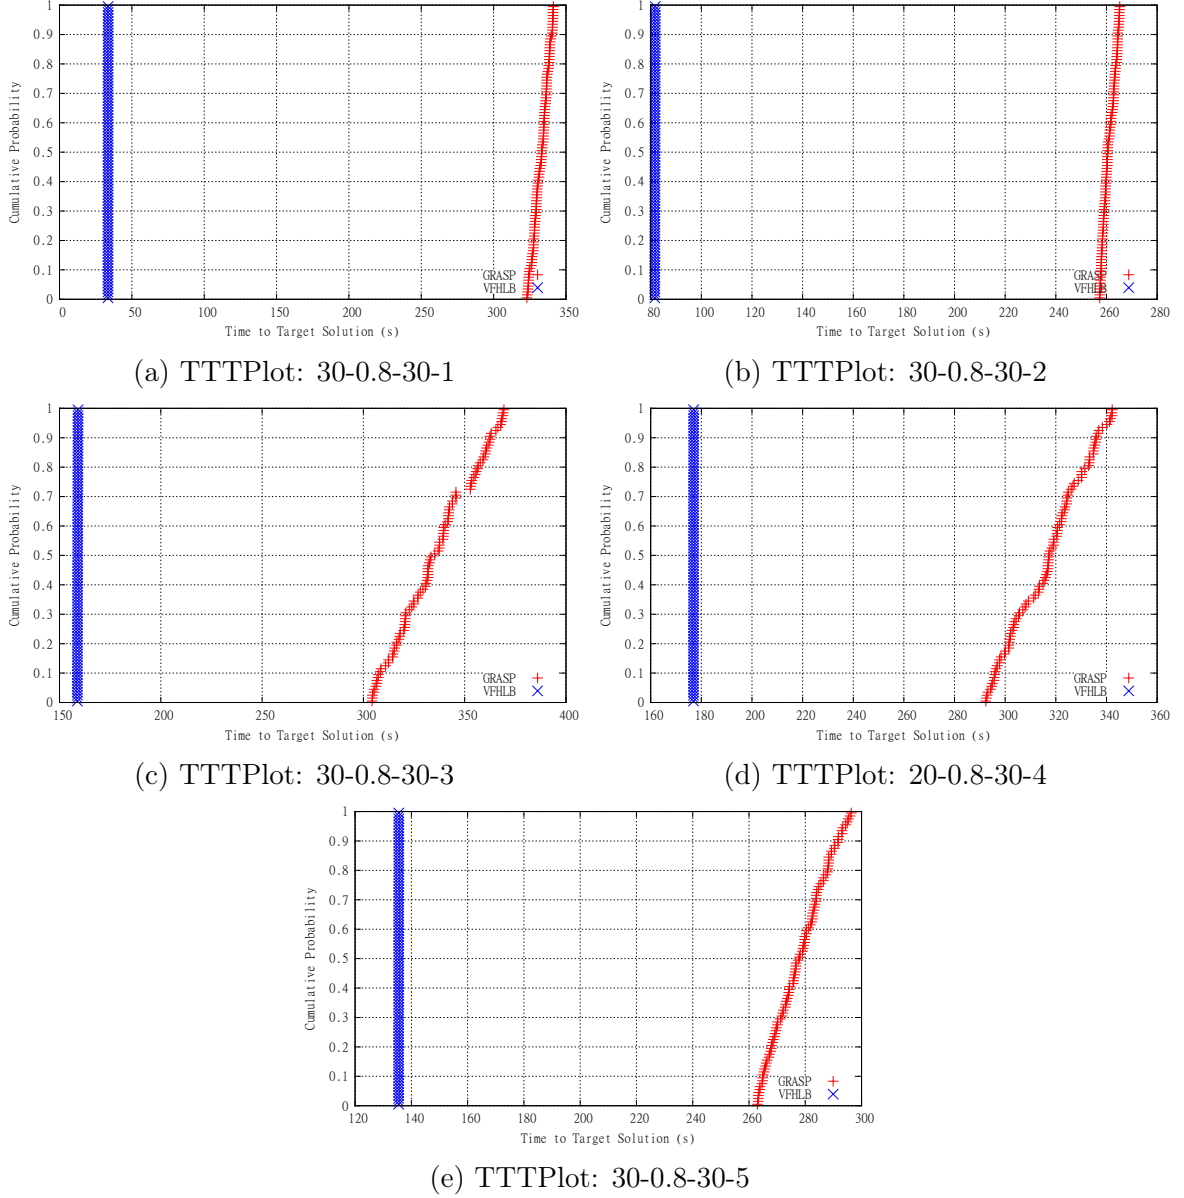 1
0.9
0.8
0.7
0.6
0.5
0.4
0.3
0.2
0.1
0
Cumulative Probability
GRASP
VFHLB
0 50 100 150 200 250 300 350
Time to Target Solution (s)
(a) TTTPlot: 30-0.8-30-1
1
0.9
0.8
0.7
0.6
0.5
0.4
0.3
0.2
0.1
0
Cumulative Probability
GRASP
VFHLB
80 100 120 140 160 180 200 220 240 260 280
Time to Target Solution (s)
(b) TTTPlot: 30-0.8-30-2
1
0.9
0.8
0.7
0.6
0.5
0.4
0.3
0.2
0.1
0
Cumulative Probability
GRASP
VFHLB
150 200 250 300 350 400
Time to Target Solution (s)
(c) TTTPlot: 30-0.8-30-3
1
0.9
0.8
0.7
0.6
0.5
0.4
0.3
0.2
0.1
0
Cumulative Probability
GRASP
VFHLB
160 180 200 220 240 260 280 300 320 340 360
Time to Target Solution (s)
(d) TTTPlot: 20-0.8-30-4
1
0.9
0.8
0.7
0.6
0.5
0.4
0.3
0.2
0.1
0
Cumulative Probability
GRASP
VFHLB
120 140 160 180 200 220 240 260 280 300
Time to Target Solution (s)
(e) TTTPlot: 30-0.8-30-5